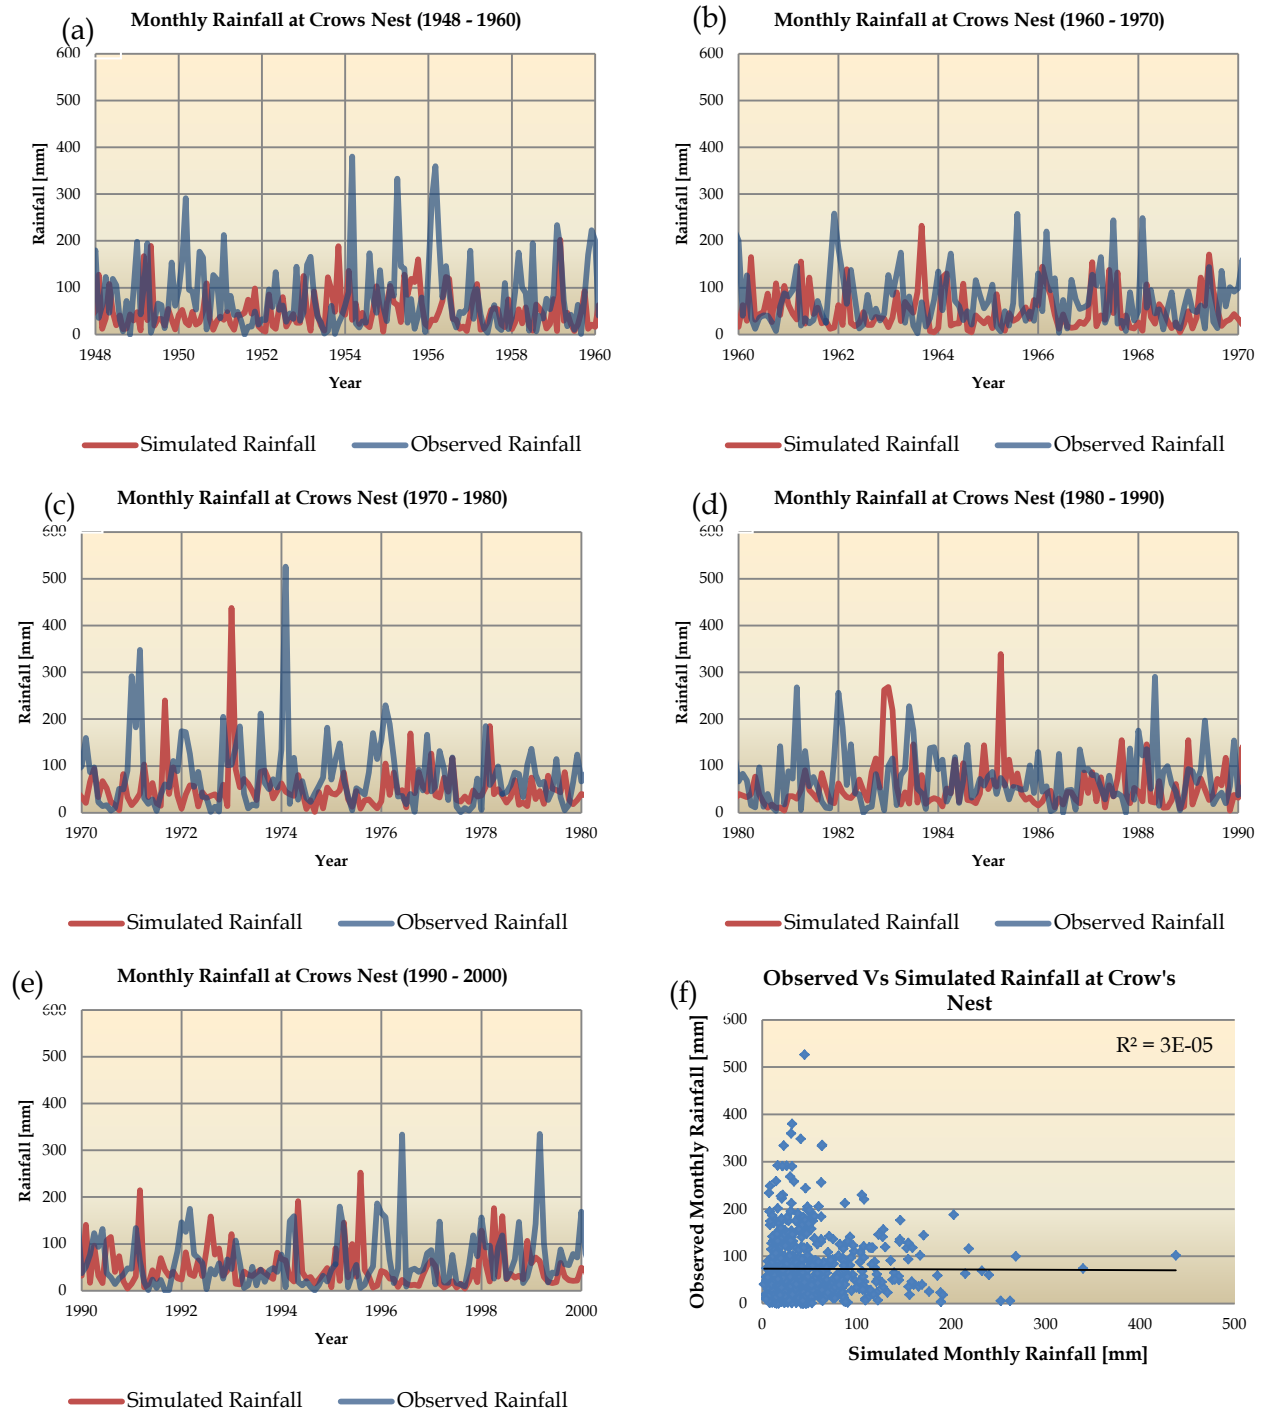 (a)
Monthly Rainfall at Crows Nest (1948 - 1960)
Rainfall [mm]
600
500
400
300
200
100
0
1948 1950 1952 1954 1956 1958 1960
Year
Simulated Rainfall Observed Rainfall
(b)
Monthly Rainfall at Crows Nest (1960 - 1970)
Rainfall [mm]
600
500
400
300
200
100
0
1960 1962 1964 1966 1968 1970
Year
Simulated Rainfall Observed Rainfall
(c)
Monthly Rainfall at Crows Nest (1970 - 1980)
Rainfall [mm]
600
500
400
300
200
100
0
1970 1972 1974 1976 1978 1980
Year
Simulated Rainfall Observed Rainfall
(d)
Monthly Rainfall at Crows Nest (1980 - 1990)
Rainfall [mm]
600
500
400
300
200
100
0
1980 1982 1984 1986 1988 1990
Year
Simulated Rainfall Observed Rainfall
(e)
Monthly Rainfall at Crows Nest (1990 - 2000)
Rainfall [mm]
600
500
400
300
200
100
0
1990 1992 1994 1996 1998 2000
Year
Simulated Rainfall Observed Rainfall
(f)
Observed Vs Simulated Rainfall at Crow's
Nest
Observed Monthly Rainfall [mm]
600
500
400
300
200
100
0
R² = 3E-05
0 100 200 300 400 500
Simulated Monthly Rainfall [mm]